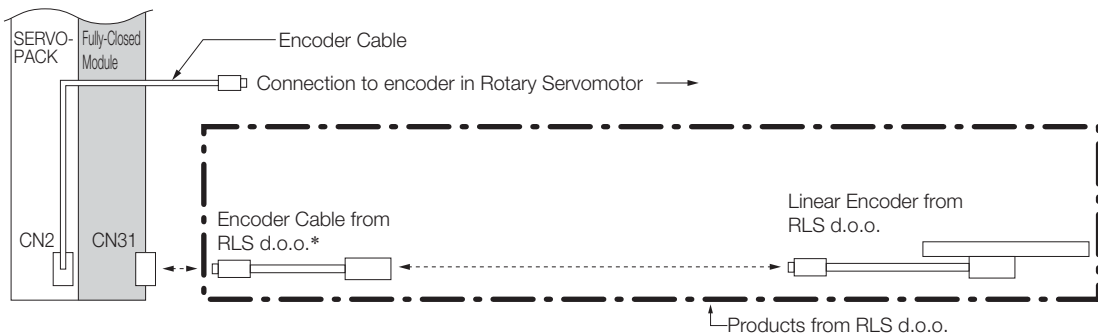 SERVO-
PACK
Fully-Closed
Module
Encoder Cable
Connection to encoder in Rotary Servomotor
CN2
CN31
Encoder Cable from
RLS d.o.o.*
Linear Encoder from
RLS d.o.o.
Products from RLS d.o.o.